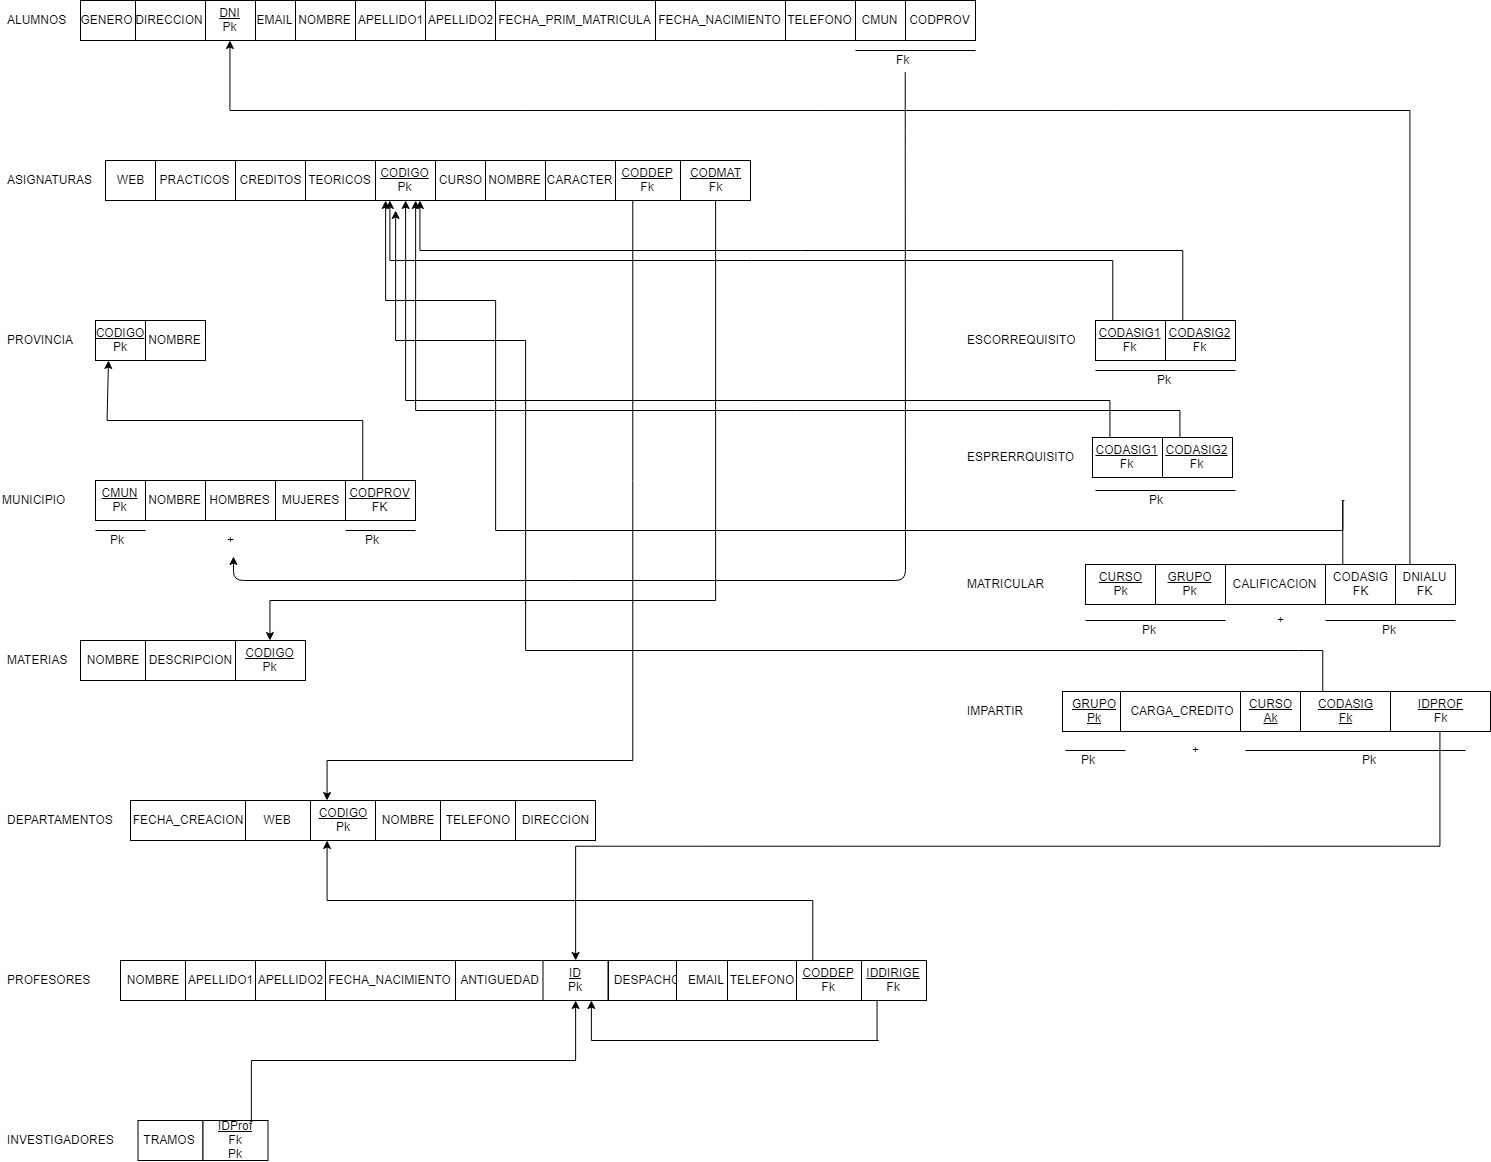 ALUMNOS GENERO DIRECCION DNI EMAIL NOMBRE APELLIDO1 APELLIDO2 FECHA_PRIM_MATRICULA FECHA_NACIMIENTO TELEFONO CMUN CODPROV
Pk
Fk
ASIGNATURAS WEB PRACTICOS CREDITOS TEORICOS CODIGO CURSO NOMBRE CARACTER CODDEP CODMAT
Pk Fk Fk
PROVINCIA CODIGO NOMBRE
Pk
ESCORREQUISITO CODASIG1 CODASIG2
Fk Fk
Pk
ESPRERRQUISITO CODASIG1 CODASIG2
Fk Fk
Pk
MUNICIPIO CMUN NOMBRE HOMBRES MUJERES CODPROV
Pk FK
Pk + Pk
MATRICULAR CURSO GRUPO CALIFICACION CODASIG DNIALU
Pk Pk FK FK
Pk + Pk
MATERIAS NOMBRE DESCRIPCION CODIGO
Pk
IMPARTIR GRUPO CARGA_CREDITO CURSO CODASIG IDPROF
Pk Ak Fk Fk
Pk + Pk
DEPARTAMENTOS FECHA_CREACION WEB CODIGO NOMBRE TELEFONO DIRECCION
Pk
PROFESORES NOMBRE APELLIDO1 APELLIDO2 FECHA_NACIMIENTO ANTIGUEDAD ID DESPACHO EMAIL TELEFONO CODDEP IDDIRIGE
Pk Fk Fk
INVESTIGADORES TRAMOS IDProf
Fk
Pk